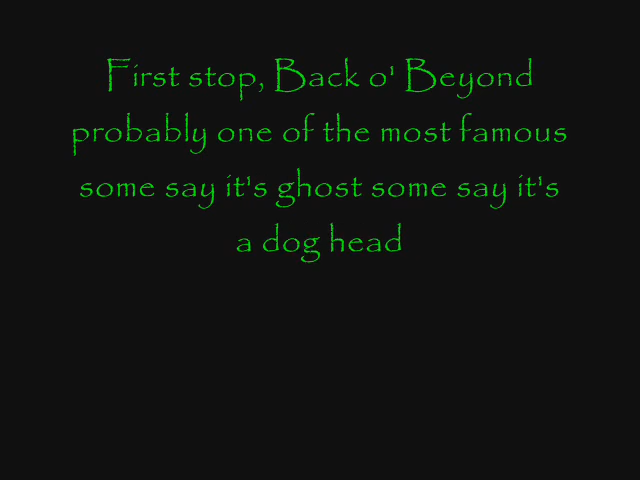 First stop, Back o' Beyond
probably one of the most famous
some say it's ghost some say it's
a dog head